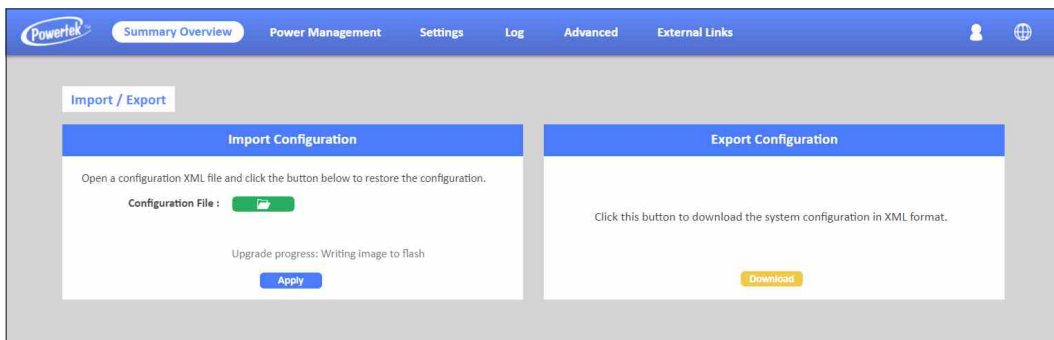 Powertek™ Summary Overview Power Management Settings Log Advanced External Links
Import / Export
Import Configuration
Open a configuration XML file and click the button below to restore the configuration.
Configuration File :
Upgrade progress: Writing image to flash
Apply
Export Configuration
Click this button to download the system configuration in XML format.
Download